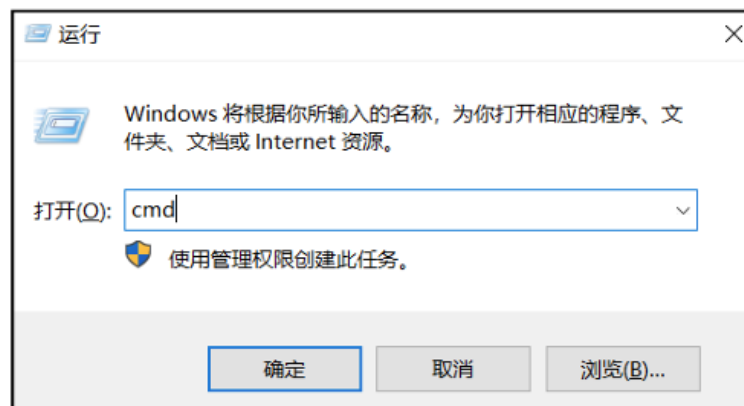 运行
Windows 将根据你所输入的名称，为你打开相应的程序、文
件夹、文档或 Internet 资源。
打开(O): cmd
使用管理权限创建此任务。
确定 取消 浏览(B)...